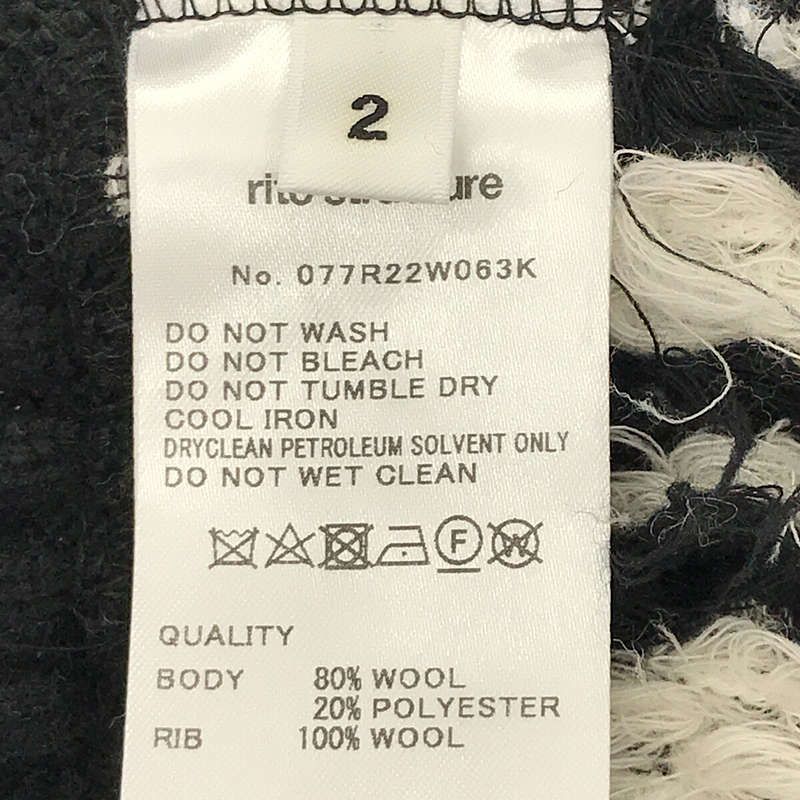 2
No. 077R22W063K
DO NOT WASH
DO NOT BLEACH
DO NOT TUMBLE DRY
COOL IRON
DRYCLEAN PETROLEUM SOLVENT ONLY
DO NOT WET CLEAN
F W
QUALITY
BODY 80% WOOL
20% POLYESTER
RIB 100% WOOL